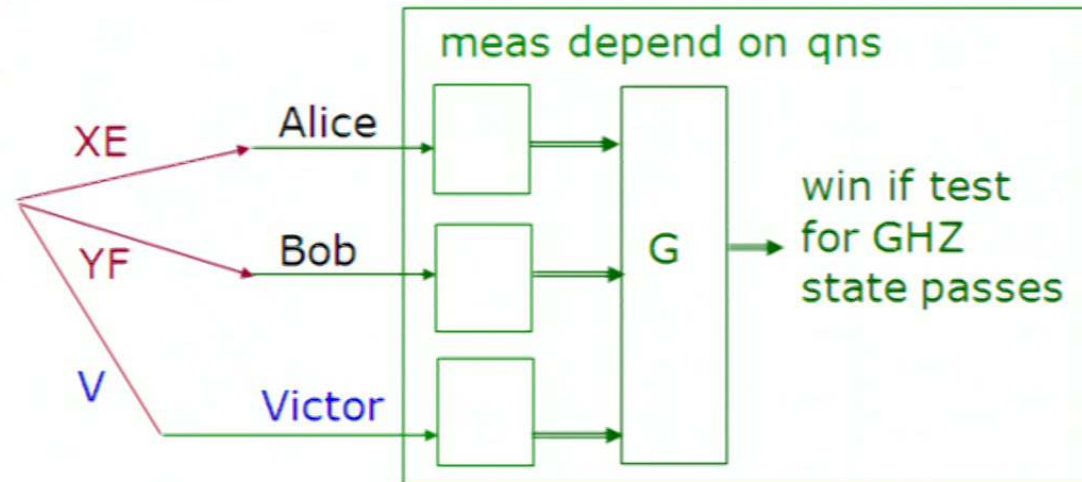 meas depend on qns
XE
Alice
YF
Bob
V
Victor
G
win if test
for GHZ
state passes